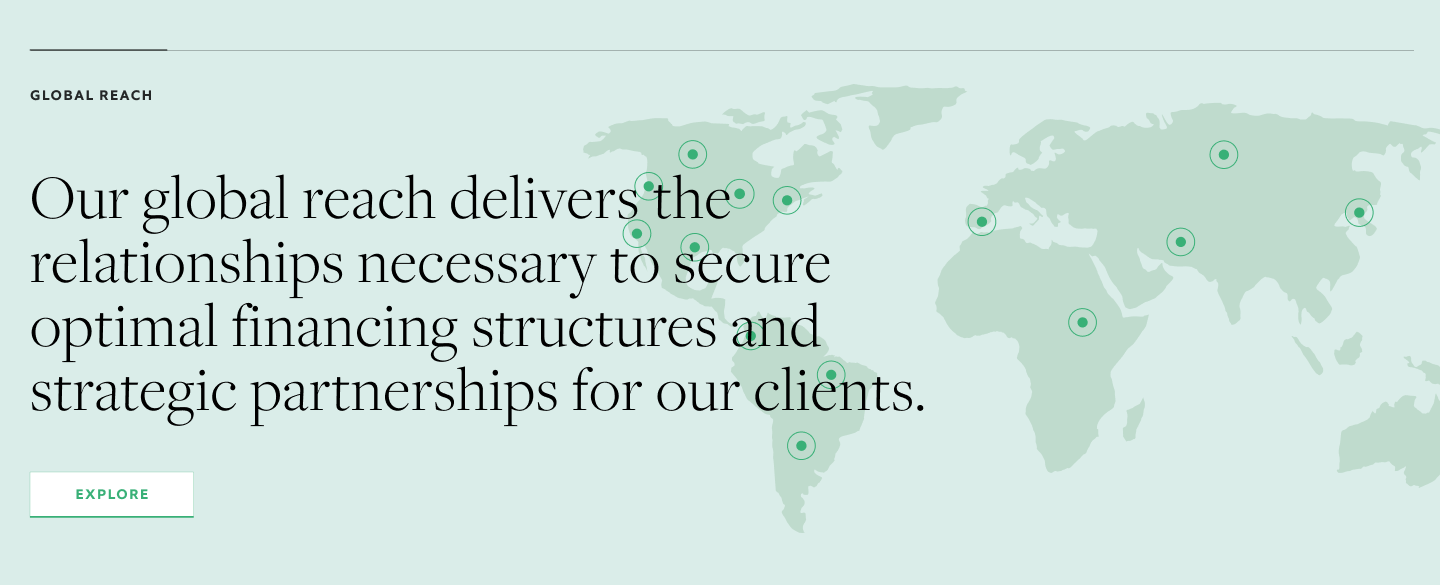 GLOBAL REACH
Our global reach delivers the
relationships necessary to secure
optimal financing structures and
strategic partnerships for our clients.
EXPLORE